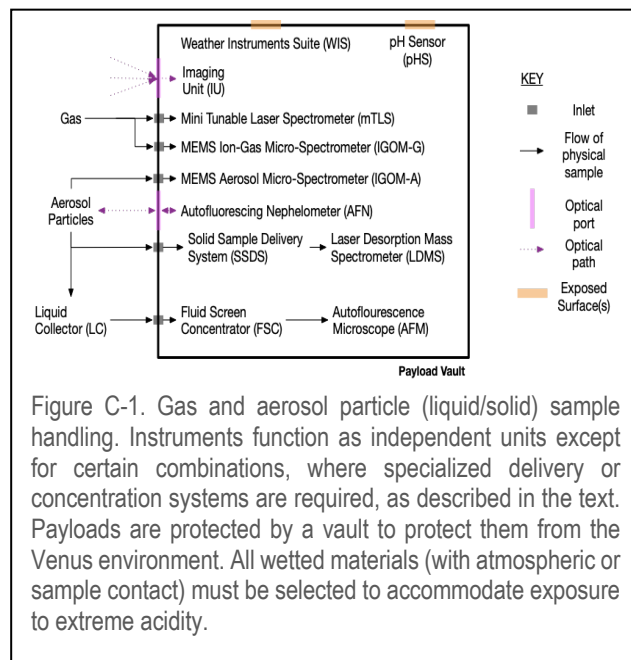 Weather Instruments Suite (WIS)
pH Sensor
(pHS)
Imaging
Unit (IU)
Gas
Mini Tunable Laser Spectrometer (mTLS)
MEMS Ion-Gas Micro-Spectrometer (IGOM-G)
MEMS Aerosol Micro-Spectrometer (IGOM-A)
Aerosol
Particles
Autofluorescing Nephelometer (AFN)
Solid Sample Delivery
System (SSDS)
Laser Desorption Mass
Spectrometer (LDMS)
Liquid
Collector (LC)
Fluid Screen
Concentrator (FSC)
Autoflourescence
Microscope (AFM)
Payload Vault
KEY
Inlet
Flow of
physical
sample
Optical
port
Optical
path
Exposed
Surface(s)
Figure C-1. Gas and aerosol particle (liquid/solid) sample
handling. Instruments function as independent units except
for certain combinations, where specialized delivery or
concentration systems are required, as described in the text.
Payloads are protected by a vault to protect them from the
Venus environment. All wetted materials (with atmospheric or
sample contact) must be selected to accommodate exposure
to extreme acidity.